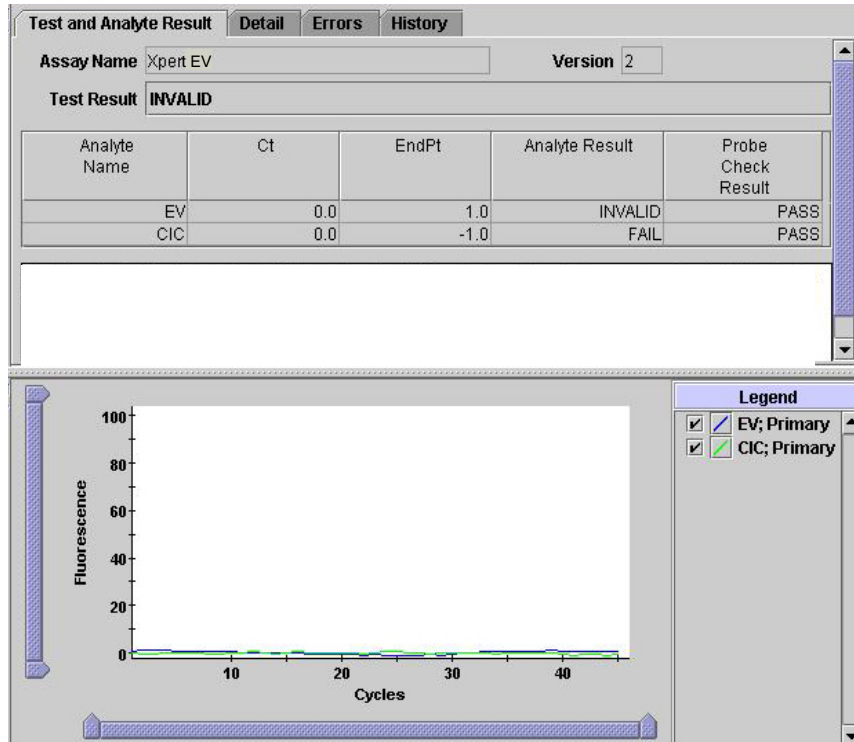 Test and Analyte Result Detail Errors History
Assay Name Xpert EV Version 2
Test Result INVALID
Analyte Name Ct EndPt Analyte Result Probe Check Result
EV 0.0 1.0 INVALID PASS
CIC 0.0 -1.0 FAIL PASS
Legend
EV; Primary
CIC; Primary
100
80
60
40
20
0
Fluorescence
10 20 30 40
Cycles